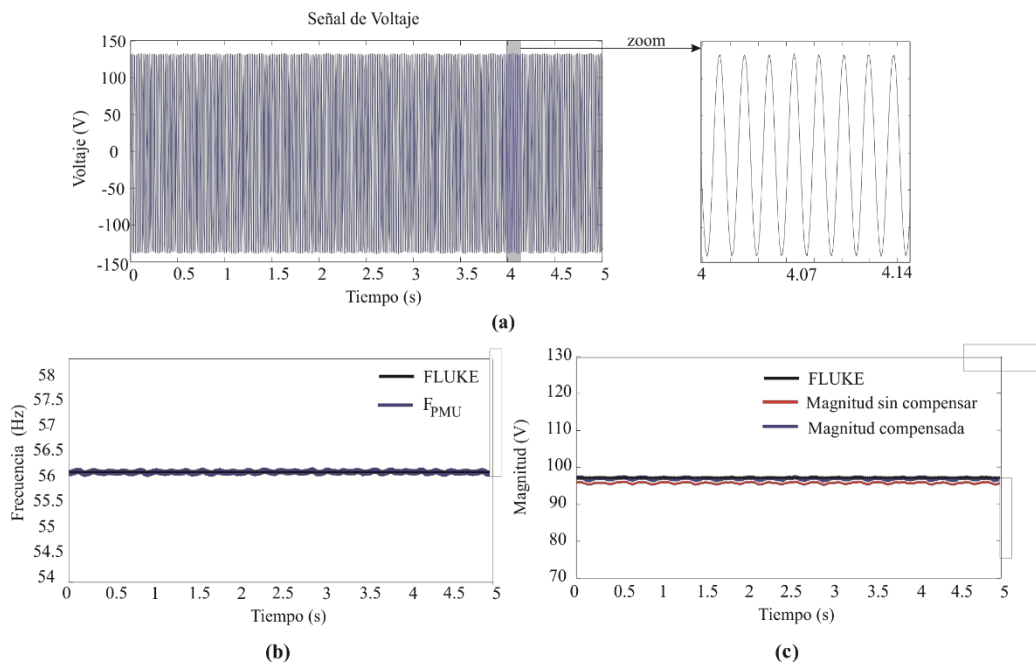 Señal de Voltaje
Voltaje (V)
150
100
50
0
-50
-100
-150
0 0.5 1 1.5 2 2.5 3 3.5 4 4.5 5
Tiempo (s)
zoom
4 4.07 4.14
(a)
Frecuencia (Hz)
58
57.5
57
56.5
56
55.5
55
54.5
54
FLUKE
F_PMU
0 0.5 1 1.5 2 2.5 3 3.5 4 4.5 5
Tiempo (s)
(b)
Magnitud (V)
130
120
110
100
90
80
70
FLUKE
Magnitud sin compensar
Magnitud compensada
0 0.5 1 1.5 2 2.5 3 3.5 4 4.5 5
Tiempo (s)
(c)